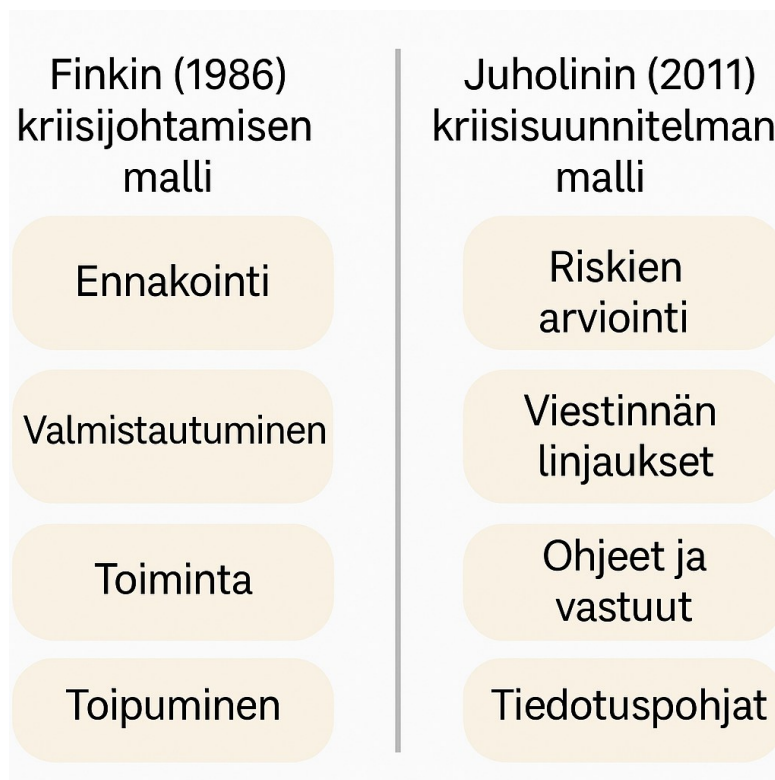 Finkin (1986)
kriisijohtamisen
malli
Ennakointi
Valmistautuminen
Toiminta
Toipuminen
Juholinin (2011)
kriisisuunnitelman
malli
Riskien
arviointi
Viestinnän
linjaukset
Ohjeet ja
vastuut
Tiedotuspohjat